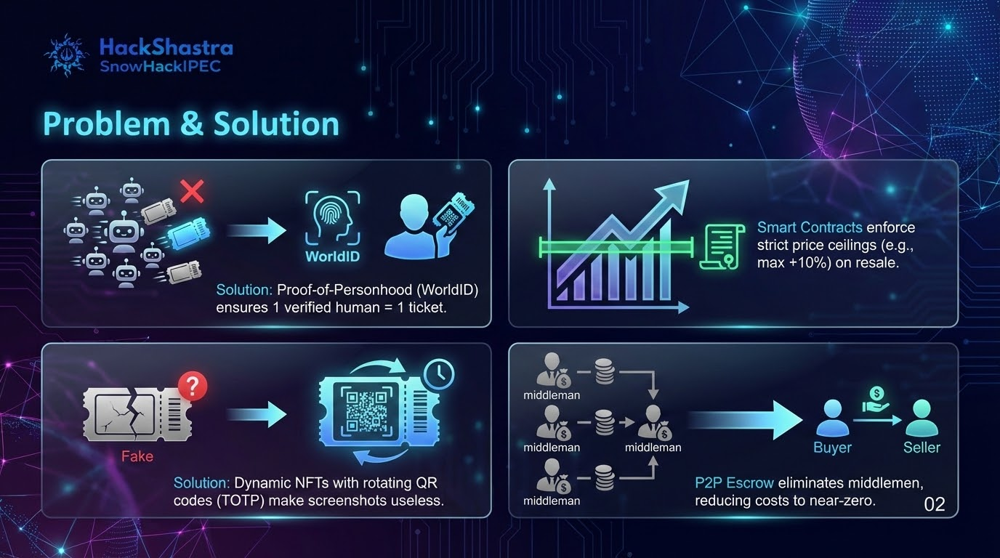 HackShastra
SnowHackIPEC
Problem & Solution
WorldID
Solution: Proof-of-Personhood (WorldID)
ensures 1 verified human = 1 ticket.
Smart Contracts enforce
strict price ceilings (e.g.,
max +10%) on resale.
?
Fake
Solution: Dynamic NFTs with rotating QR
codes (TOTP) make screenshots useless.
$
middleman
$
middleman
$
middleman
$
middleman
$
Buyer
Seller
P2P Escrow eliminates middlemen,
reducing costs to near-zero.
02